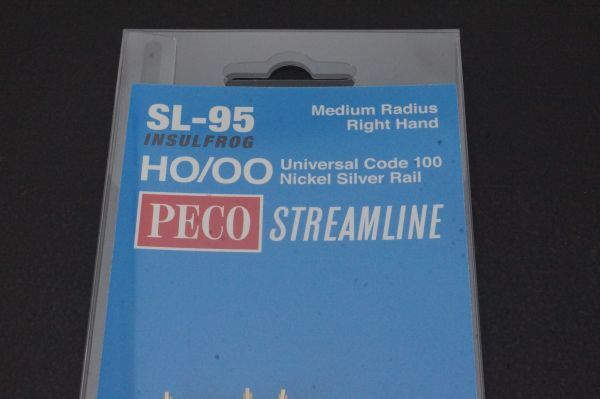 SL-95
INSULFROG
Medium Radius
Right Hand
HO/OO
Universal Code 100
Nickel Silver Rail
PECO STREAMLINE